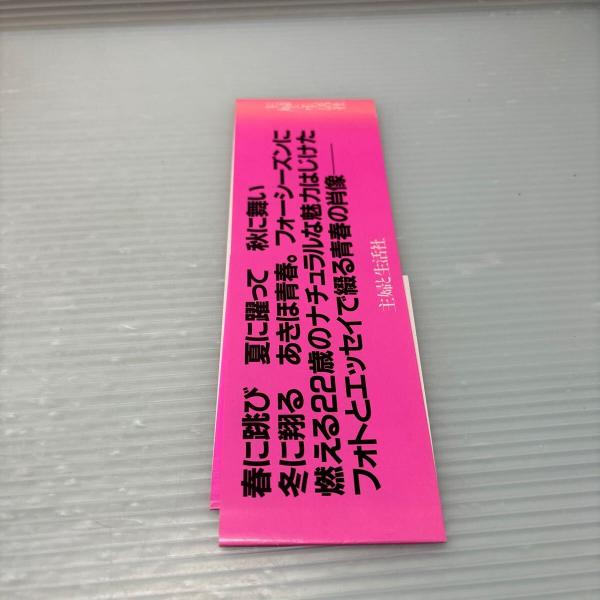 春に跳び 夏に躍って 秋に舞い
冬に翔る あきほ青春。フォーシーズンに
燃える22歳のナチュラルな魅力はじけた
フォトとエッセイで綴る青春の肖像――
主婦と生活社